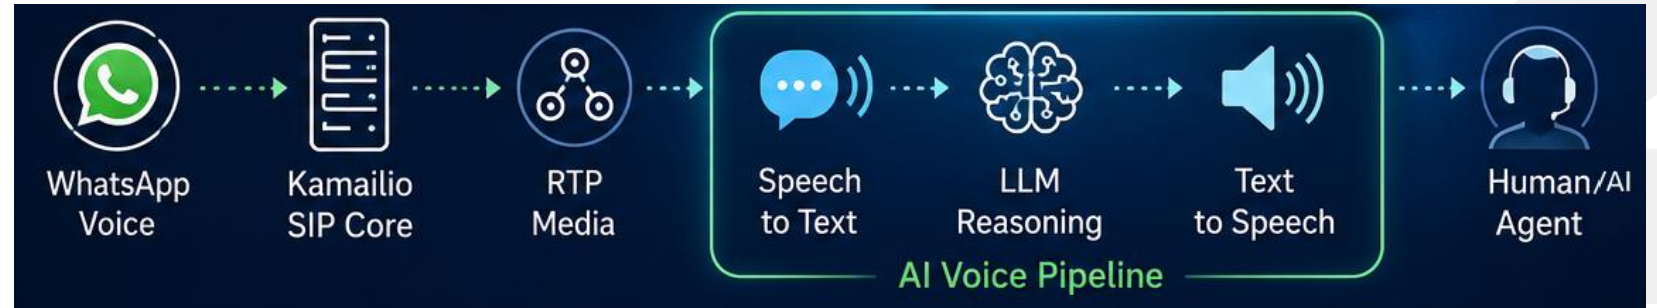 WhatsApp
Voice
Kamailio
SIP Core
RTP
Media
Speech
to Text
LLM
Reasoning
Text
to Speech
Human/AI
Agent
AI Voice Pipeline